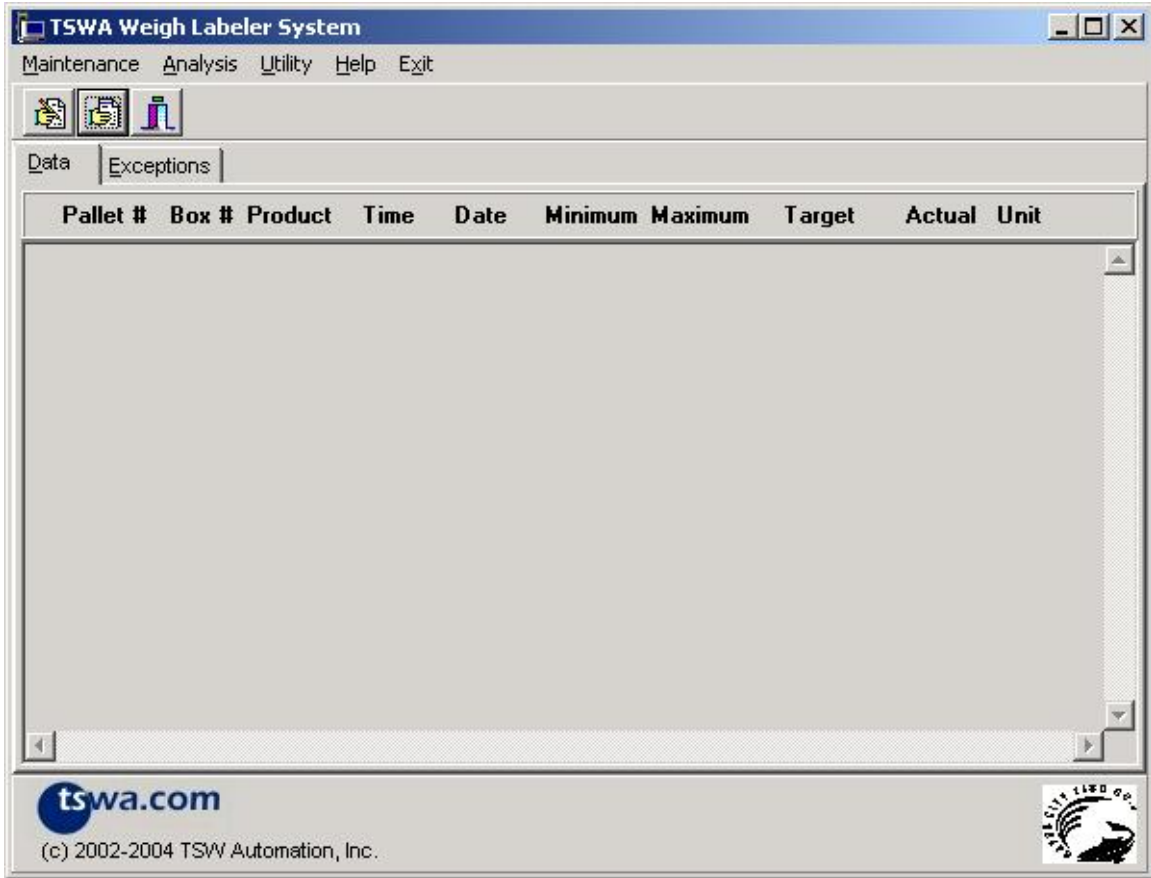 TSWA Weigh Labeler System
Maintenance Analysis Utility Help Exit
Data Exceptions
Pallet # Box # Product Time Date Minimum Maximum Target Actual Unit
tswa.com
(c) 2002-2004 TSW Automation, Inc.